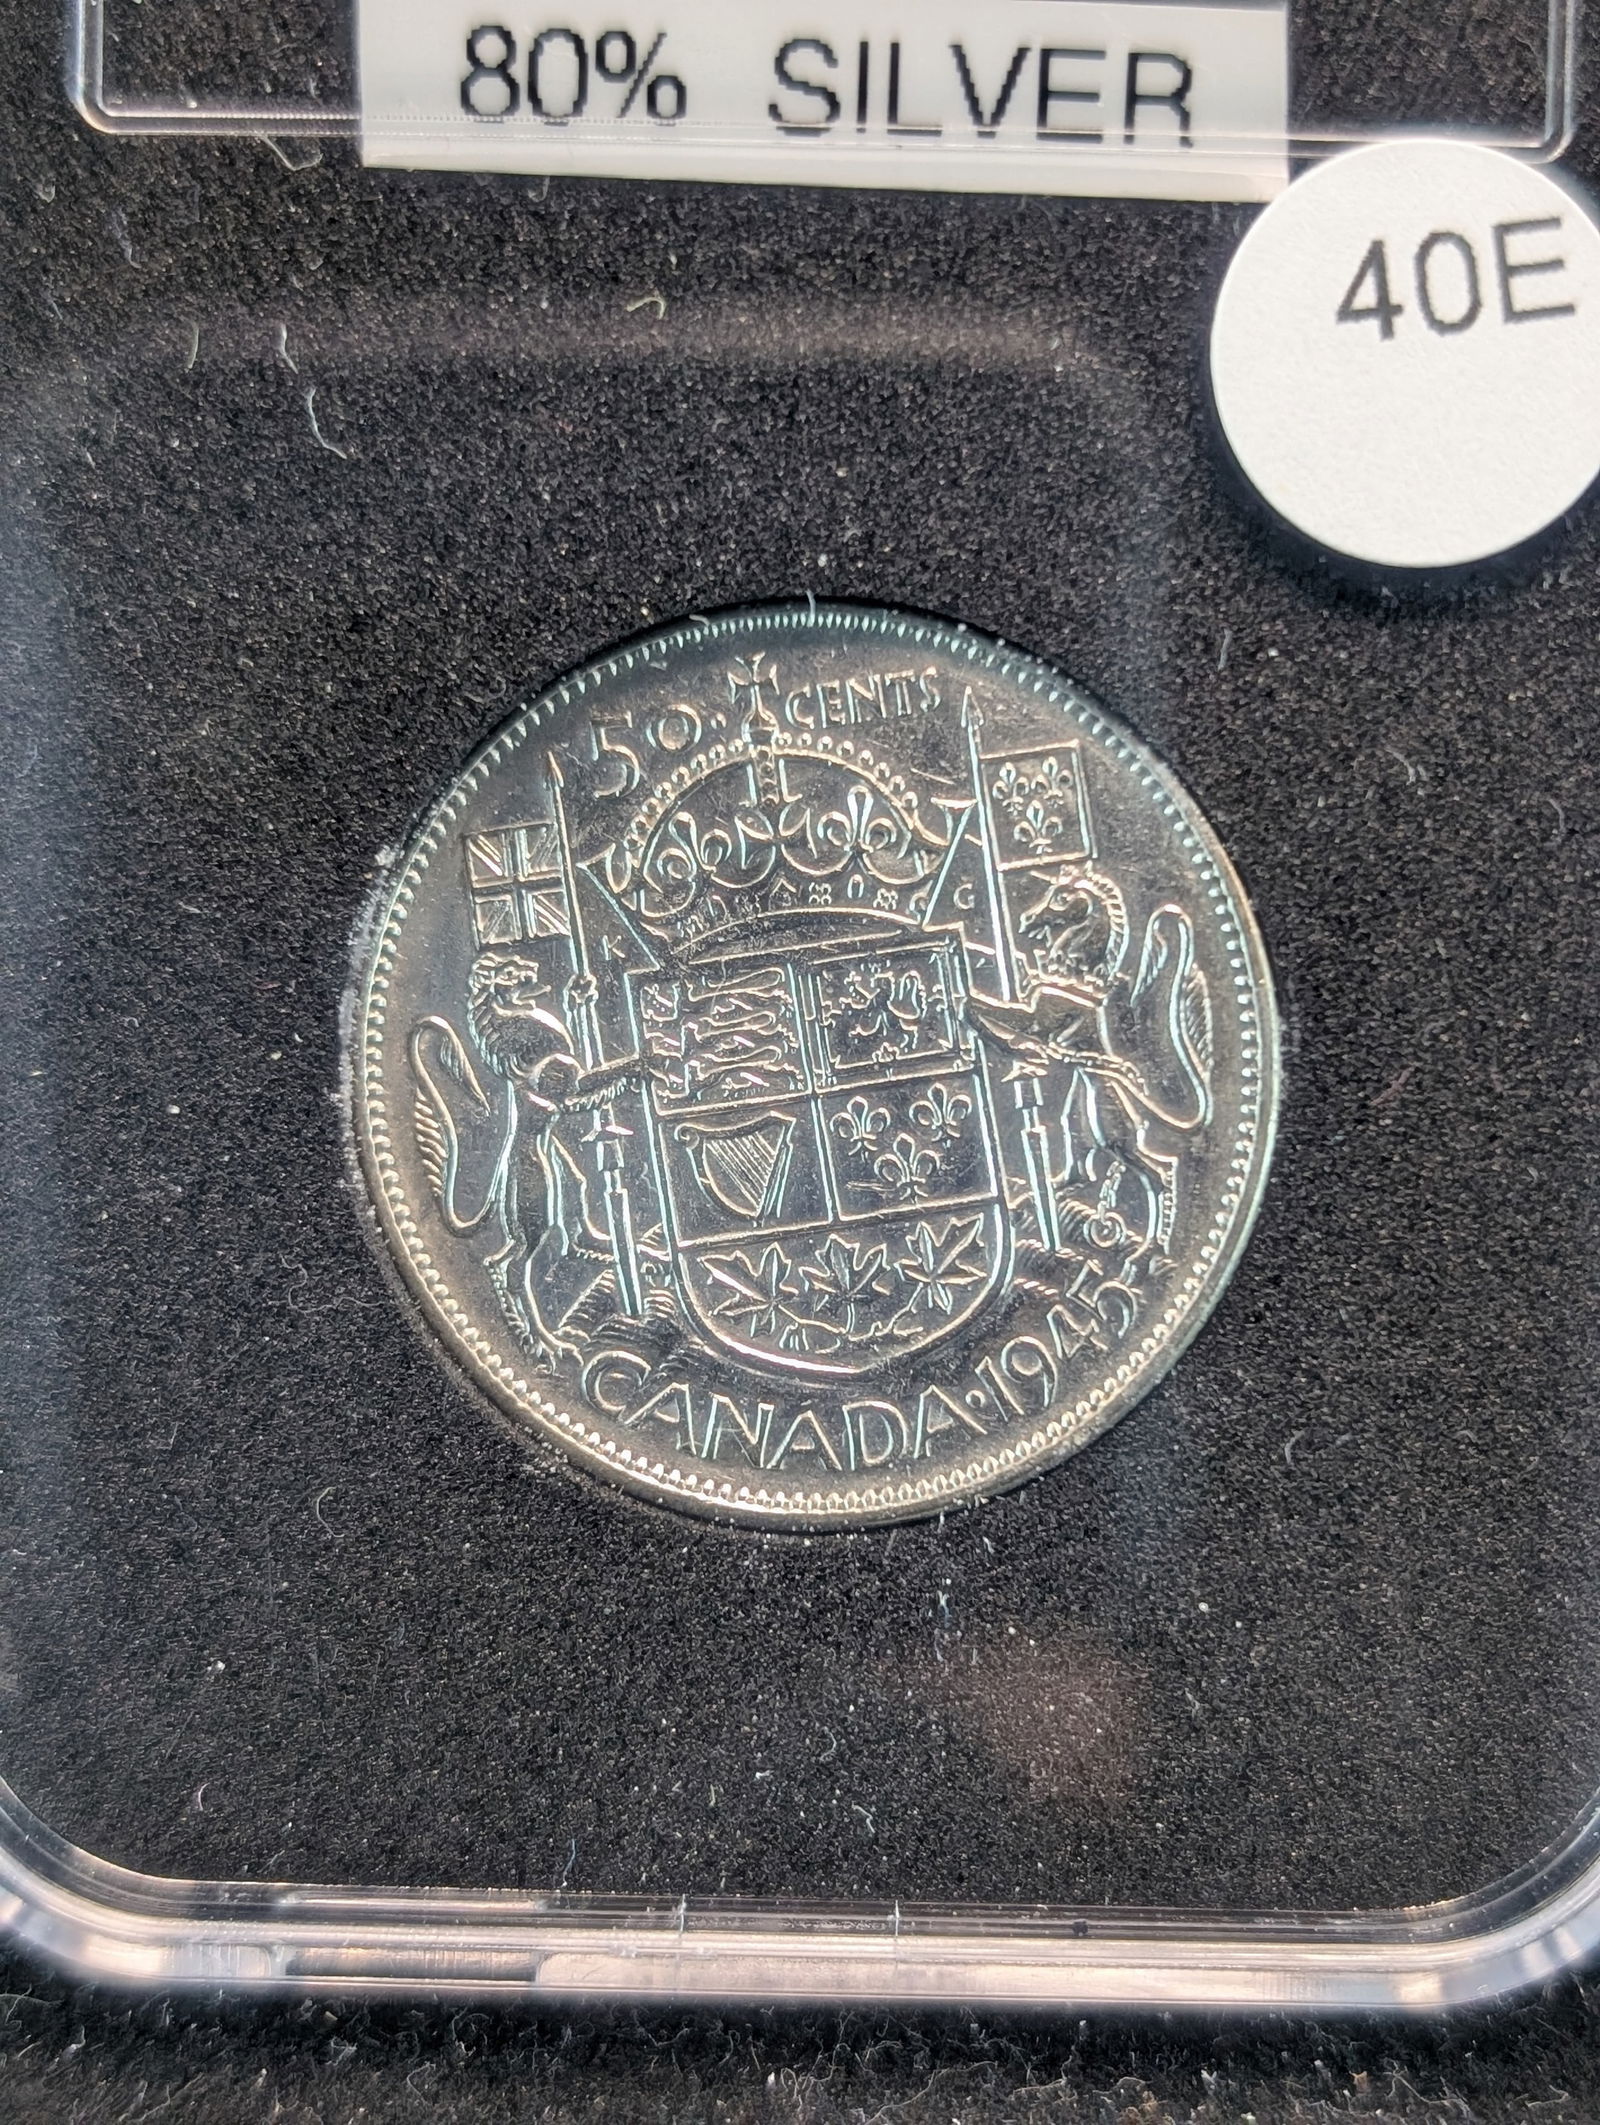 80% SILVER
40E
50· CENTS
K G
CANADA·1945